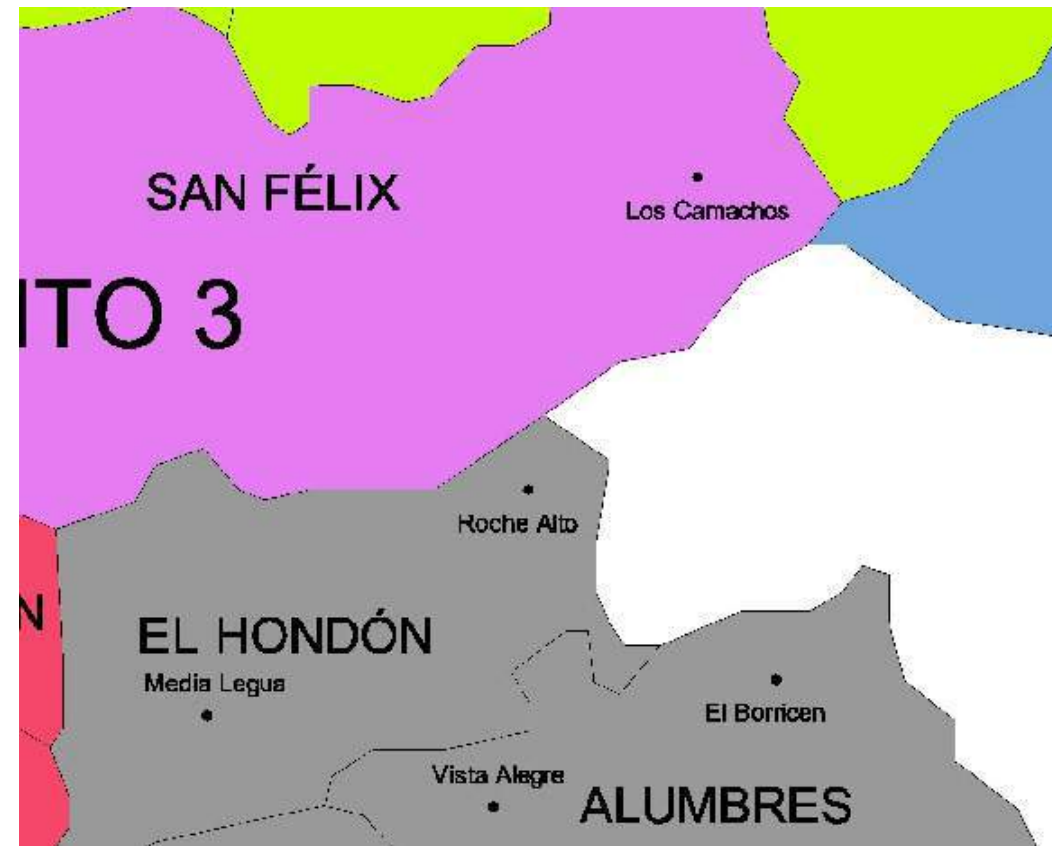 SAN FÉLIX
Los Camachos
ITO 3
Roche Alto
N
EL HONDÓN
Media Legua
El Borricen
Vista Alegre
ALUMBRES